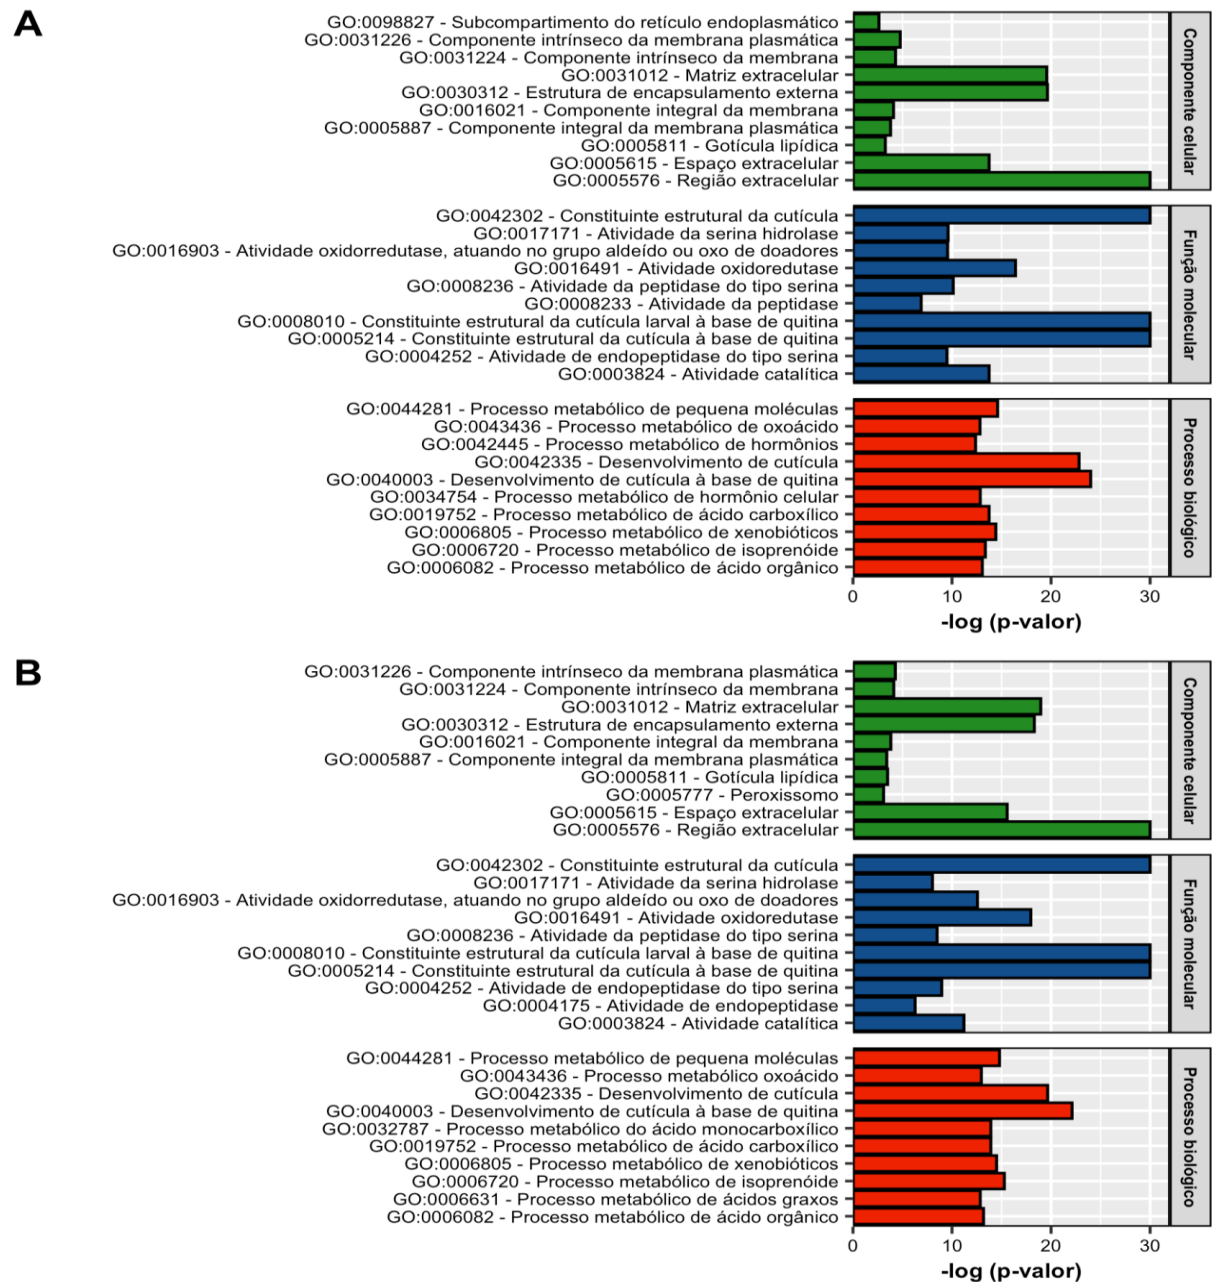 A
GO:0098827 - Subcompartimento do retículo endoplasmático
GO:0031226 - Componente intrínseco da membrana plasmática
GO:0031224 - Componente intrínseco da membrana
GO:0031012 - Matriz extracelular
GO:0030312 - Estrutura de encapsulamento externa
GO:0016021 - Componente integral da membrana
GO:0005887 - Componente integral da membrana plasmática
GO:0005811 - Gotícula lipídica
GO:0005615 - Espaço extracelular
GO:0005576 - Região extracelular
Componente celular
GO:0042302 - Constituinte estrutural da cutícula
GO:0017171 - Atividade da serina hidrolase
GO:0016903 - Atividade oxidorredutase, atuando no grupo aldeído ou oxo de doadores
GO:0016491 - Atividade oxidoredutase
GO:0008236 - Atividade da peptidase do tipo serina
GO:0008233 - Atividade da peptidase
GO:0008010 - Constituinte estrutural da cutícula larval à base de quitina
GO:0005214 - Constituinte estrutural da cutícula à base de quitina
GO:0004252 - Atividade de endopeptidase do tipo serina
GO:0003824 - Atividade catalítica
Função molecular
GO:0044281 - Processo metabólico de pequena moléculas
GO:0043436 - Processo metabólico de oxoácido
GO:0042445 - Processo metabólico de hormônios
GO:0042335 - Desenvolvimento de cutícula
GO:0040003 - Desenvolvimento de cutícula à base de quitina
GO:0034754 - Processo metabólico de hormônio celular
GO:0019752 - Processo metabólico de ácido carboxílico
GO:0006805 - Processo metabólico de xenobióticos
GO:0006720 - Processo metabólico de isoprenóide
GO:0006082 - Processo metabólico de ácido orgânico
Processo biológico
0 10 20 30
-log (p-valor)
B
GO:0031226 - Componente intrínseco da membrana plasmática
GO:0031224 - Componente intrínseco da membrana
GO:0031012 - Matriz extracelular
GO:0030312 - Estrutura de encapsulamento externa
GO:0016021 - Componente integral da membrana
GO:0005887 - Componente integral da membrana plasmática
GO:0005811 - Gotícula lipídica
GO:0005777 - Peroxissomo
GO:0005615 - Espaço extracelular
GO:0005576 - Região extracelular
Componente celular
GO:0042302 - Constituinte estrutural da cutícula
GO:0017171 - Atividade da serina hidrolase
GO:0016903 - Atividade oxidorredutase, atuando no grupo aldeído ou oxo de doadores
GO:0016491 - Atividade oxidoredutase
GO:0008236 - Atividade da peptidase do tipo serina
GO:0008010 - Constituinte estrutural da cutícula larval à base de quitina
GO:0005214 - Constituinte estrutural da cutícula à base de quitina
GO:0004252 - Atividade de endopeptidase do tipo serina
GO:0004175 - Atividade de endopeptidase
GO:0003824 - Atividade catalítica
Função molecular
GO:0044281 - Processo metabólico de pequena moléculas
GO:0043436 - Processo metabólico oxoácido
GO:0042335 - Desenvolvimento de cutícula
GO:0040003 - Desenvolvimento de cutícula à base de quitina
GO:0032787 - Processo metabólico do ácido monocarboxílico
GO:0019752 - Processo metabólico de ácido carboxílico
GO:0006805 - Processo metabólico de xenobióticos
GO:0006720 - Processo metabólico de isoprenóide
GO:0006631 - Processo metabólico de ácidos graxos
GO:0006082 - Processo metabólico de ácido orgânico
Processo biológico
0 10 20 30
-log (p-valor)